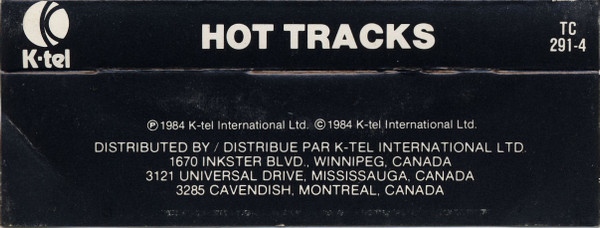 K-tel
HOT TRACKS
TC
291-4
℗1984 K-tel International Ltd. ©1984 K-tel International Ltd.
DISTRIBUTED BY / DISTRIBUE PAR K-TEL INTERNATIONAL LTD.
1670 INKSTER BLVD., WINNIPEG, CANADA
3121 UNIVERSAL DRIVE, MISSISSAUGA, CANADA
3285 CAVENDISH, MONTREAL, CANADA